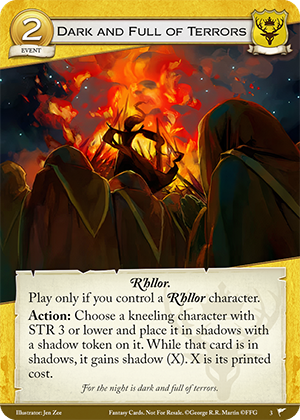 2
EVENT
DARK AND FULL OF TERRORS
R'hllor.
Play only if you control a R'hllor character.
Action: Choose a kneeling character with
STR 3 or lower and place it in shadows with
a shadow token on it. While that card is in
shadows, it gains shadow (X). X is its printed
cost.
For the night is dark and full of terrors.
Illustrator: Jen Zee
Fantasy Cards. Not For Resale. ©George R.R. Martin ©FFG
3